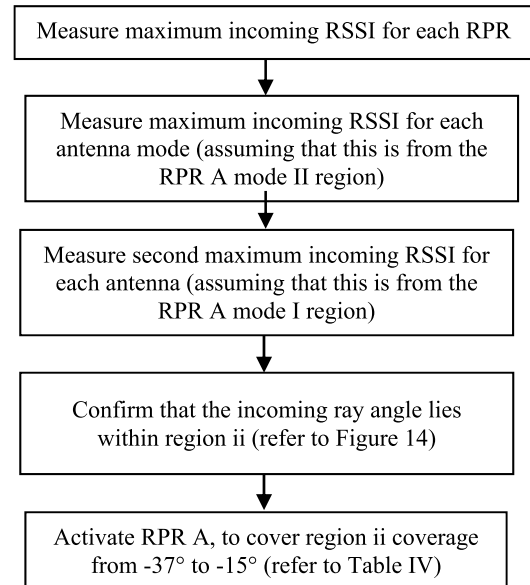 Measure maximum incoming RSSI for each RPR
Measure maximum incoming RSSI for each
antenna mode (assuming that this is from the
RPR A mode II region)
Measure second maximum incoming RSSI for
each antenna (assuming that this is from the
RPR A mode I region)
Confirm that the incoming ray angle lies
within region ii (refer to Figure 14)
Activate RPR A, to cover region ii coverage
from -37° to -15° (refer to Table IV)